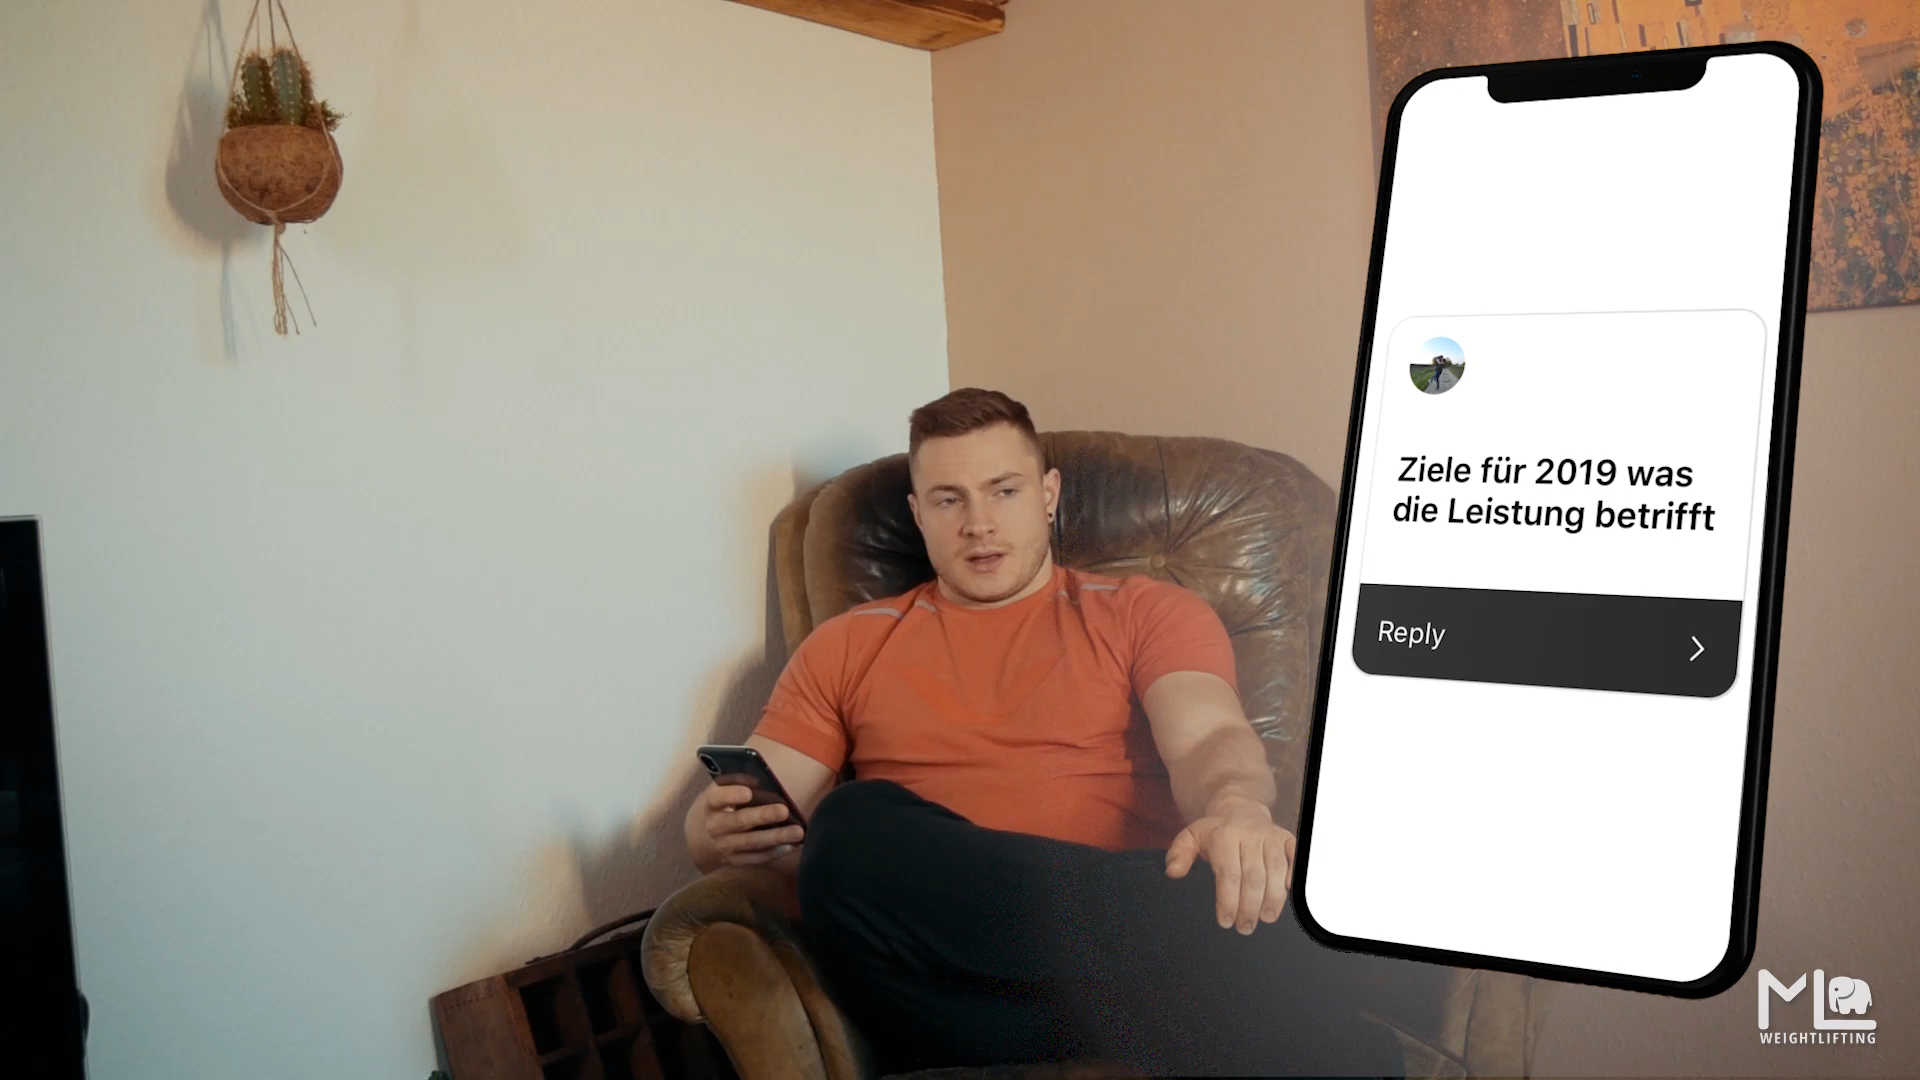 Ziele für 2019 was
die Leistung betrifft
Reply
ML
WEIGHTLIFTING